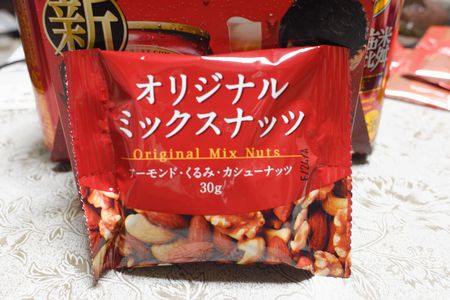 新
オリジナル
ミックスナッツ
Original Mix Nuts
アーモンド・くるみ・カシューナッツ
30g